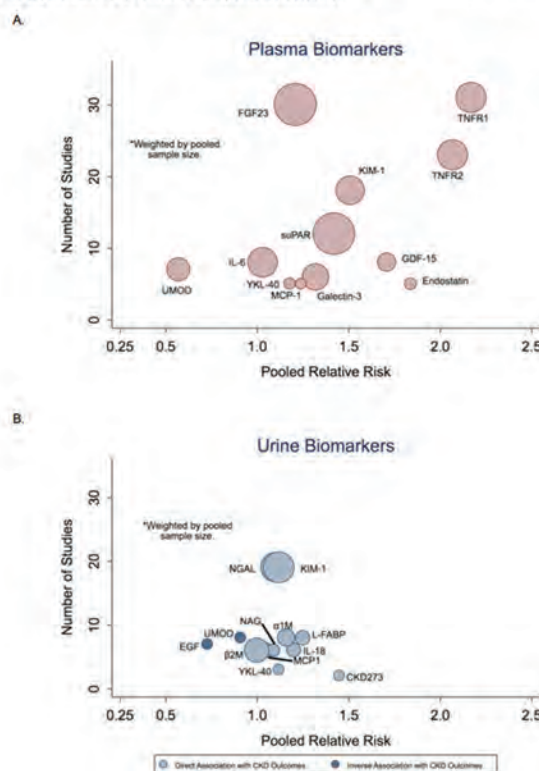 A.
Plasma Biomarkers
Number of Studies
30
20
10
0
FGF23
TNFR1
*Weighted by pooled
sample size.
TNFR2
KIM-1
suPAR
IL-6
GDF-15
UMOD
YKL-40
MCP-1
Galectin-3
Endostatin
0.25
0.5
1.0
1.5
2.0
2.5
Pooled Relative Risk
B.
Urine Biomarkers
Number of Studies
30
20
10
0
*Weighted by pooled
sample size.
NGAL
KIM-1
NAG
α1M
UMOD
L-FABP
EGF
β2M
IL-18
MCP1
YKL-40
CKD273
0.25
0.5
1.0
1.5
2.0
2.5
Pooled Relative Risk
Direct Association with CKD Outcomes
Inverse Association with CKD Outcomes